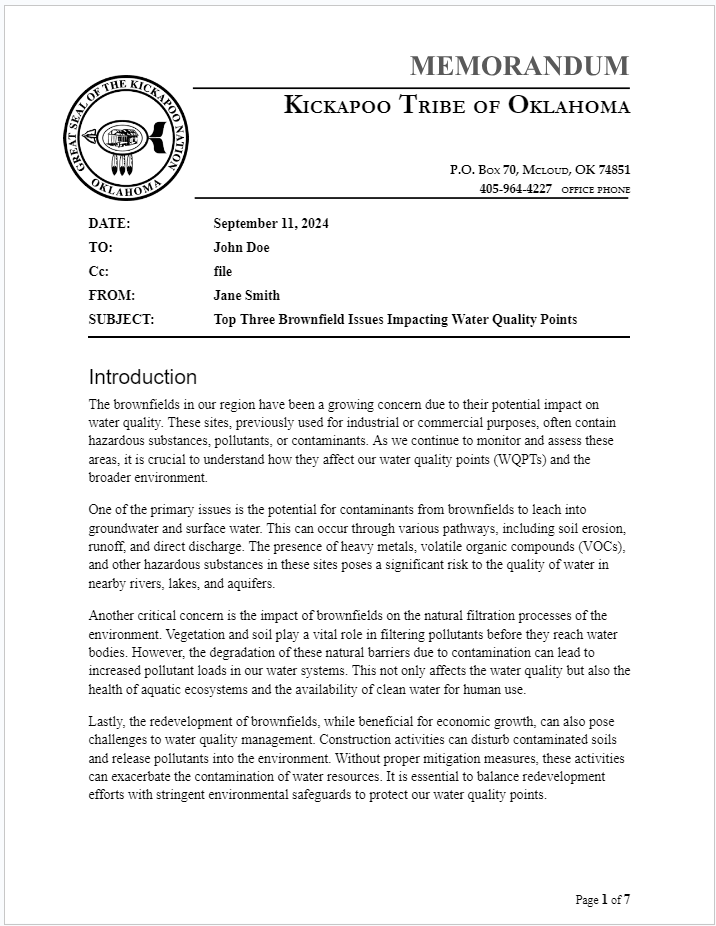 MEMORANDUM
KICKAPOO TRIBE OF OKLAHOMA
GREAT SEAL OF THE KICKAPOO NATION
OKLAHOMA
P.O. BOX 70, MCLOUD, OK 74851
405-964-4227 OFFICE PHONE
DATE: September 11, 2024
TO: John Doe
Cc: file
FROM: Jane Smith
SUBJECT: Top Three Brownfield Issues Impacting Water Quality Points
Introduction
The brownfields in our region have been a growing concern due to their potential impact on
water quality. These sites, previously used for industrial or commercial purposes, often contain
hazardous substances, pollutants, or contaminants. As we continue to monitor and assess these
areas, it is crucial to understand how they affect our water quality points (WQPTs) and the
broader environment.
One of the primary issues is the potential for contaminants from brownfields to leach into
groundwater and surface water. This can occur through various pathways, including soil erosion,
runoff, and direct discharge. The presence of heavy metals, volatile organic compounds (VOCs),
and other hazardous substances in these sites poses a significant risk to the quality of water in
nearby rivers, lakes, and aquifers.
Another critical concern is the impact of brownfields on the natural filtration processes of the
environment. Vegetation and soil play a vital role in filtering pollutants before they reach water
bodies. However, the degradation of these natural barriers due to contamination can lead to
increased pollutant loads in our water systems. This not only affects the water quality but also the
health of aquatic ecosystems and the availability of clean water for human use.
Lastly, the redevelopment of brownfields, while beneficial for economic growth, can also pose
challenges to water quality management. Construction activities can disturb contaminated soils
and release pollutants into the environment. Without proper mitigation measures, these activities
can exacerbate the contamination of water resources. It is essential to balance redevelopment
efforts with stringent environmental safeguards to protect our water quality points.
Page 1 of 7